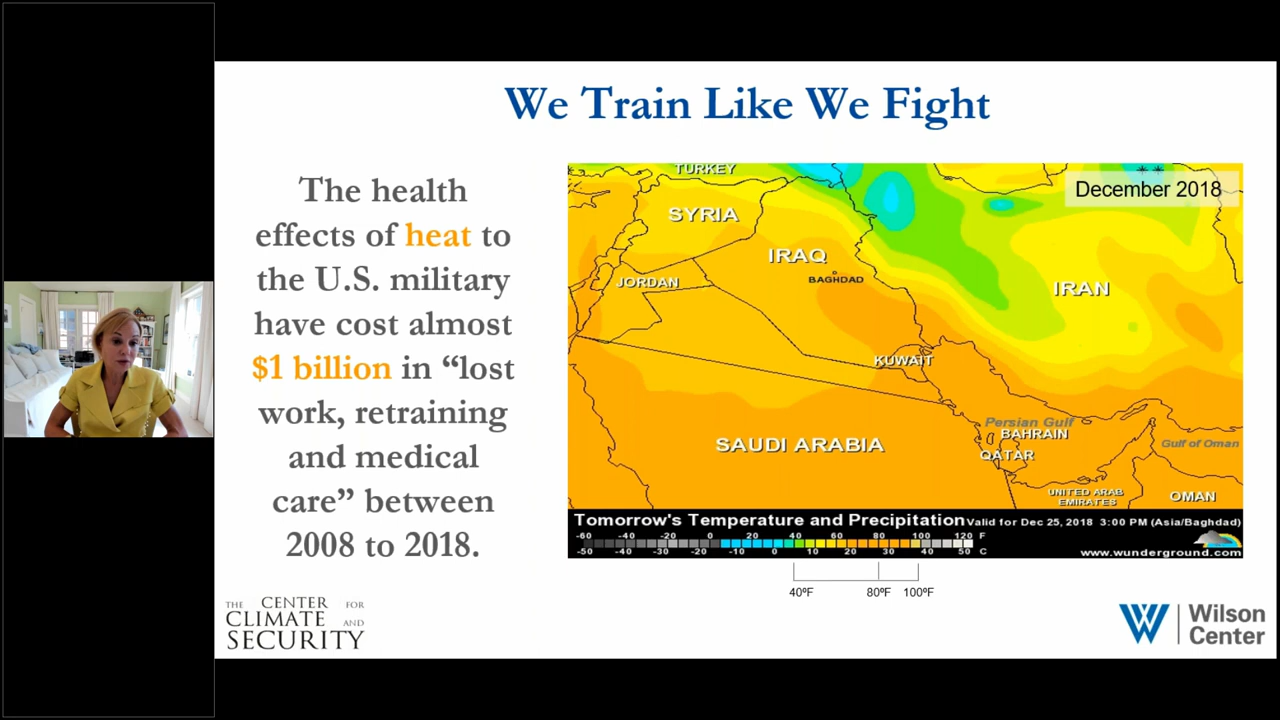 We Train Like We Fight
The health
effects of heat to
the U.S. military
have cost almost
$1 billion in “lost
work, retraining
and medical
care” between
2008 to 2018.
TURKEY
December 2018
SYRIA
IRAQ
BAGHDAD
JORDAN
IRAN
KUWAIT
Persian Gulf
BAHRAIN
SAUDI ARABIA
Gulf of Oman
QATAR
UNITED ARAB
EMIRATES
OMAN
Tomorrow's Temperature and Precipitation Valid for Dec 25, 2018 3:00 PM (Asia/Baghdad)
-60 -40 -20 0 20 40 60 80 100 120 F
-50 -40 -30 -20 -10 0 10 20 30 40 50 C
www.wunderground.com
40ºF 80ºF 100ºF
THE CENTER FOR
CLIMATE AND
SECURITY
W Wilson
Center